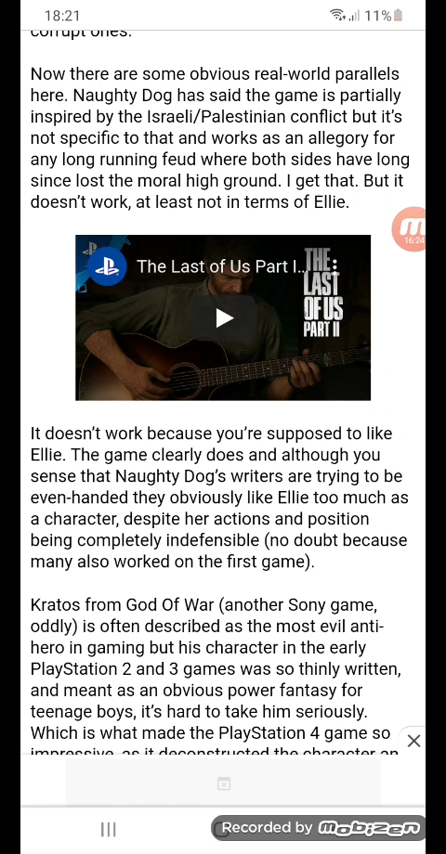 18:21
11%
corrupt ones.
Now there are some obvious real-world parallels
here. Naughty Dog has said the game is partially
inspired by the Israeli/Palestinian conflict but it's
not specific to that and works as an allegory for
any long running feud where both sides have long
since lost the moral high ground. I get that. But it
doesn't work, at least not in terms of Ellie.
16:24
The Last of Us Part I...
THE
LAST
OF US
PART II
It doesn't work because you're supposed to like
Ellie. The game clearly does and although you
sense that Naughty Dog's writers are trying to be
even-handed they obviously like Ellie too much as
a character, despite her actions and position
being completely indefensible (no doubt because
many also worked on the first game).
Kratos from God Of War (another Sony game,
oddly) is often described as the most evil anti-
hero in gaming but his character in the early
PlayStation 2 and 3 games was so thinly written,
and meant as an obvious power fantasy for
teenage boys, it's hard to take him seriously.
Which is what made the PlayStation 4 game so
impressive, as it deconstructed the character an
Recorded by mobizen